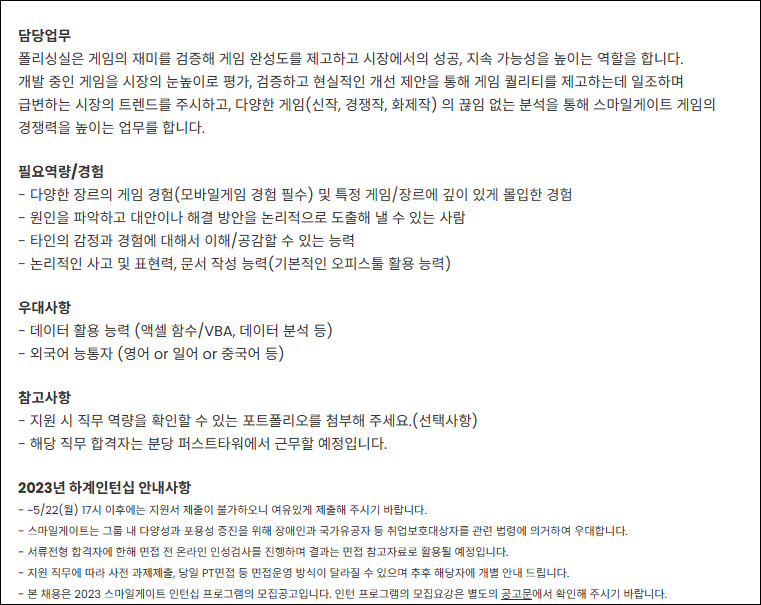 담당업무
폴리싱실은 게임의 재미를 검증해 게임 완성도를 제고하고 시장에서의 성공, 지속 가능성을 높이는 역할을 합니다.
개발 중인 게임을 시장의 눈높이로 평가, 검증하고 현실적인 개선 제안을 통해 게임 퀄리티를 제고하는데 일조하며
급변하는 시장의 트렌드를 주시하고, 다양한 게임(신작, 경쟁작, 화제작) 의 끊임 없는 분석을 통해 스마일게이트 게임의
경쟁력을 높이는 업무를 합니다.
필요역량/경험
- 다양한 장르의 게임 경험(모바일게임 경험 필수) 및 특정 게임/장르에 깊이 있게 몰입한 경험
- 원인을 파악하고 대안이나 해결 방안을 논리적으로 도출해 낼 수 있는 사람
- 타인의 감정과 경험에 대해서 이해/공감할 수 있는 능력
- 논리적인 사고 및 표현력, 문서 작성 능력(기본적인 오피스툴 활용 능력)
우대사항
- 데이터 활용 능력 (액셀 함수/VBA, 데이터 분석 등)
- 외국어 능통자 (영어 or 일어 or 중국어 등)
참고사항
- 지원 시 직무 역량을 확인할 수 있는 포트폴리오를 첨부해 주세요.(선택사항)
- 해당 직무 합격자는 분당 퍼스트타워에서 근무할 예정입니다.
2023년 하계인턴십 안내사항
- ~5/22(월) 17시 이후에는 지원서 제출이 불가하오니 여유있게 제출해 주시기 바랍니다.
- 스마일게이트는 그룹 내 다양성과 포용성 증진을 위해 장애인과 국가유공자 등 취업보호대상자를 관련 법령에 의거하여 우대합니다.
- 서류전형 합격자에 한해 면접 전 온라인 인성검사를 진행하며 결과는 면접 참고자료로 활용될 예정입니다.
- 지원 직무에 따라 사전 과제제출, 당일 PT면접 등 면접운영 방식이 달라질 수 있으며 추후 해당자에 개별 안내 드립니다.
- 본 채용은 2023 스마일게이트 인턴십 프로그램의 모집공고입니다. 인턴 프로그램의 모집요강은 별도의 공고문에서 확인해 주시기 바랍니다.